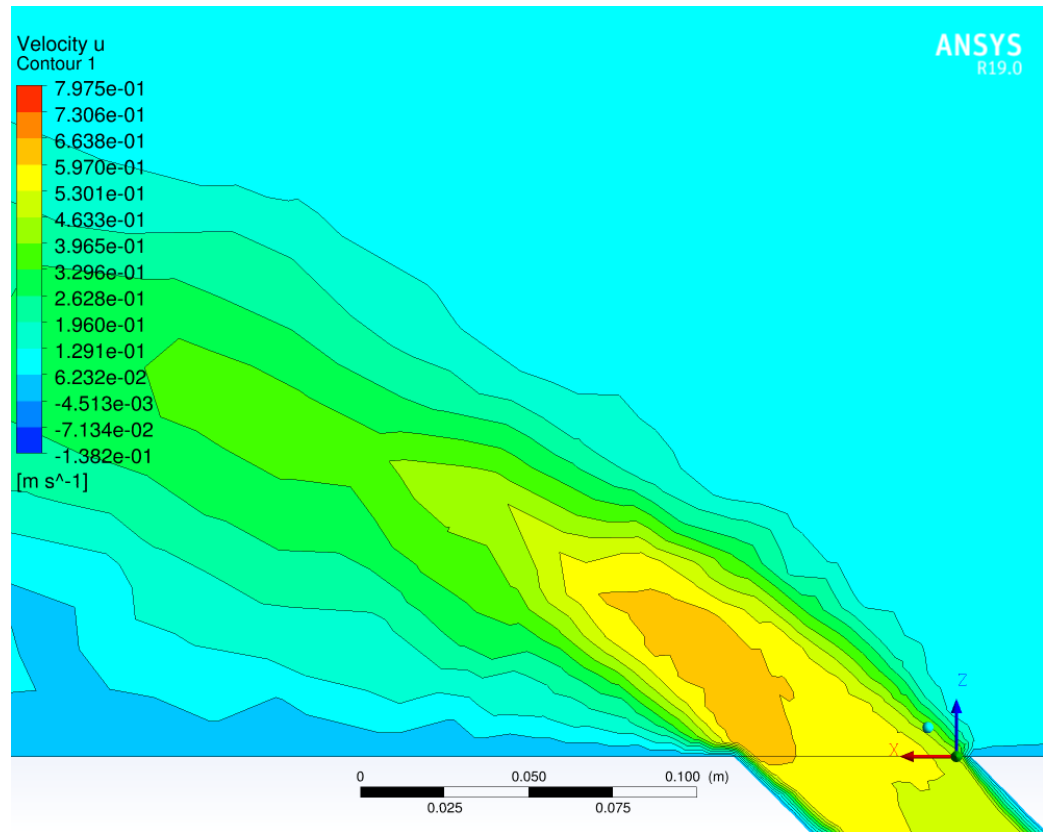 Velocity u
Contour 1
7.975e-01
7.306e-01
6.638e-01
5.970e-01
5.301e-01
4.633e-01
3.965e-01
3.296e-01
2.628e-01
1.960e-01
1.291e-01
6.232e-02
-4.513e-03
-7.134e-02
-1.382e-01
[m s^-1]
ANSYS
R19.0
Z
X
0 0.050 0.100 (m)
0.025 0.075